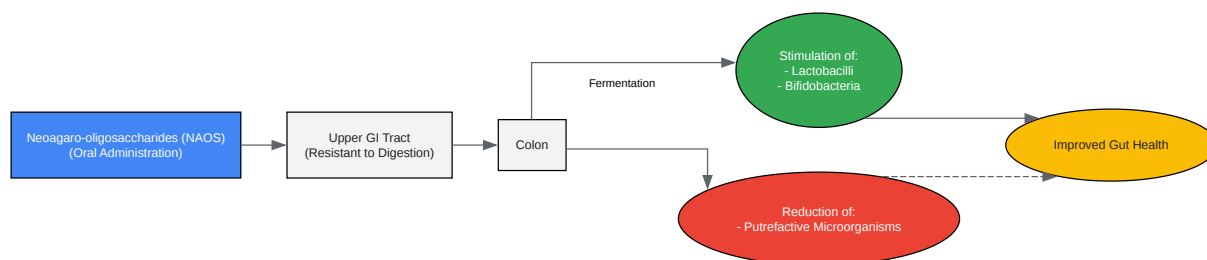 Neoagaro-oligosaccharides (NAOS)
(Oral Administration)
Upper GI Tract
(Resistant to Digestion)
Colon
Fermentation
Stimulation of:
- Lactobacilli
- Bifidobacteria
Reduction of:
- Putrefactive Microorganisms
Improved Gut Health